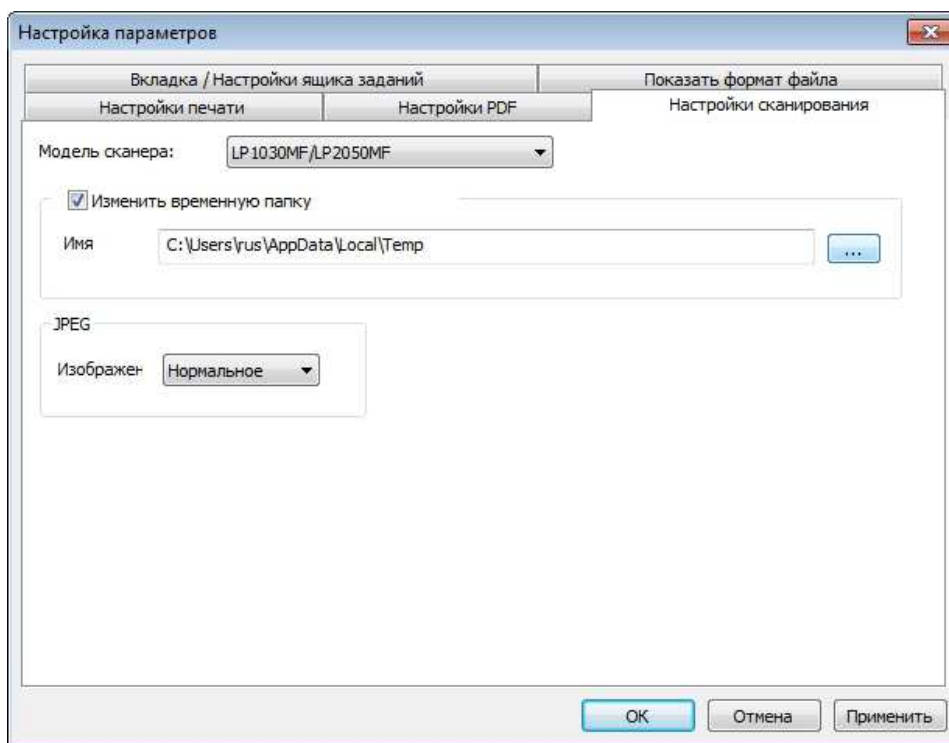 Настройка параметров
Вкладка / Настройки ящика заданий Показать формат файла
Настройки печати Настройки PDF Настройки сканирования
Модель сканера: LP1030MF/LP2050MF
Изменить временную папку
Имя C:\Users\rus\AppData\Local\Temp ...
JPEG
Изображен Нормальное
OK Отмена Применить